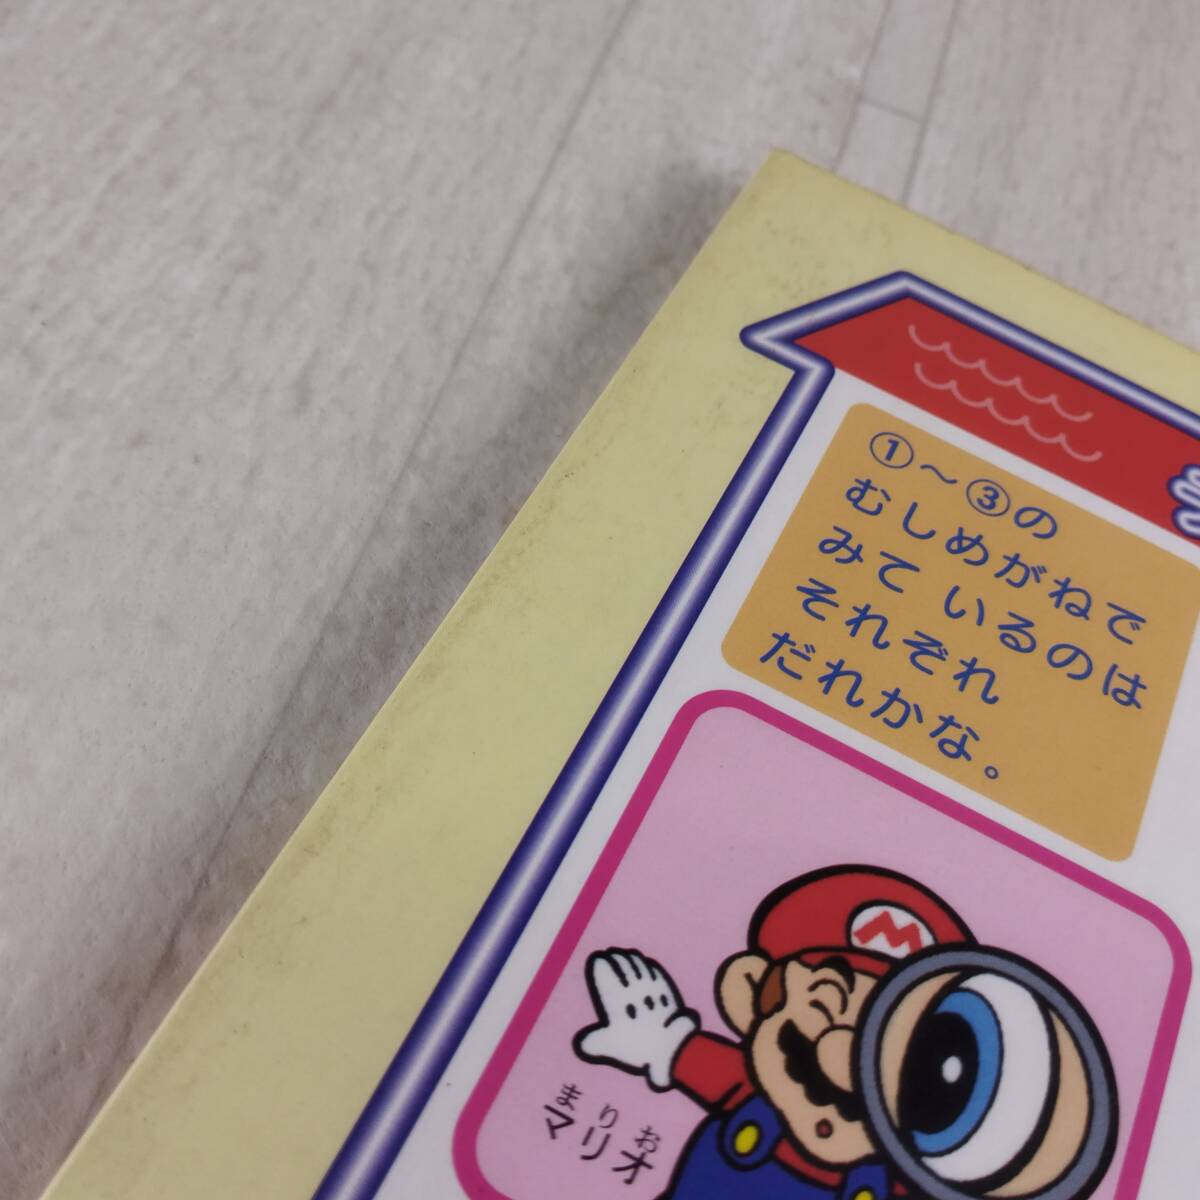 ①～③の
むしめがねで
みて いるのは
それぞれ
だれかな。
M
まりお
マリオ